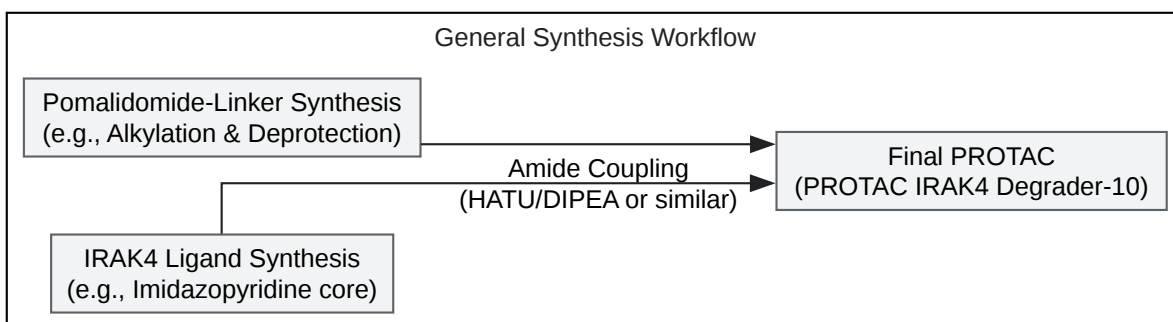 General Synthesis Workflow
Pomalidomide-Linker Synthesis
(e.g., Alkylation & Deprotection)
Amide Coupling
(HATU/DIPEA or similar)
Final PROTAC
(PROTAC IRAK4 Degrader-10)
IRAK4 Ligand Synthesis
(e.g., Imidazopyridine core)